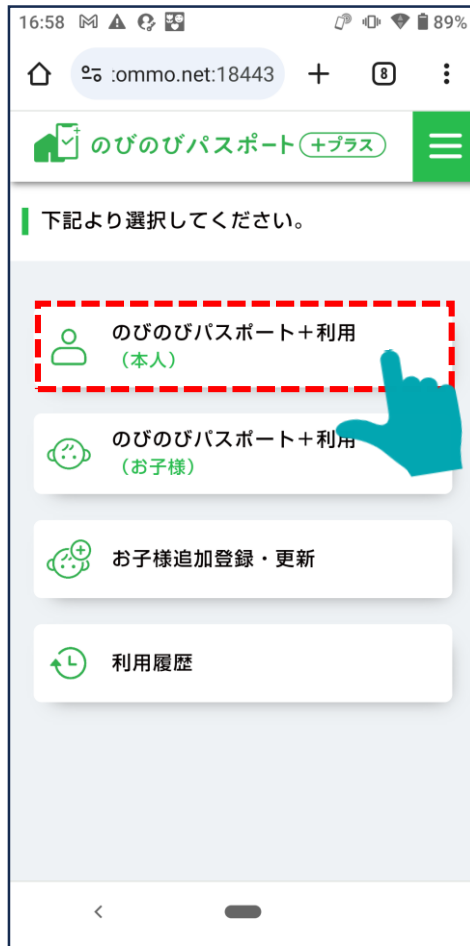 16:58
89%
:ommo.net:18443
8
のびのびパスポート+プラス
下記より選択してください。
のびのびパスポート+利用
(本人)
のびのびパスポート+利用
(お子様)
お子様追加登録・更新
利用履歴